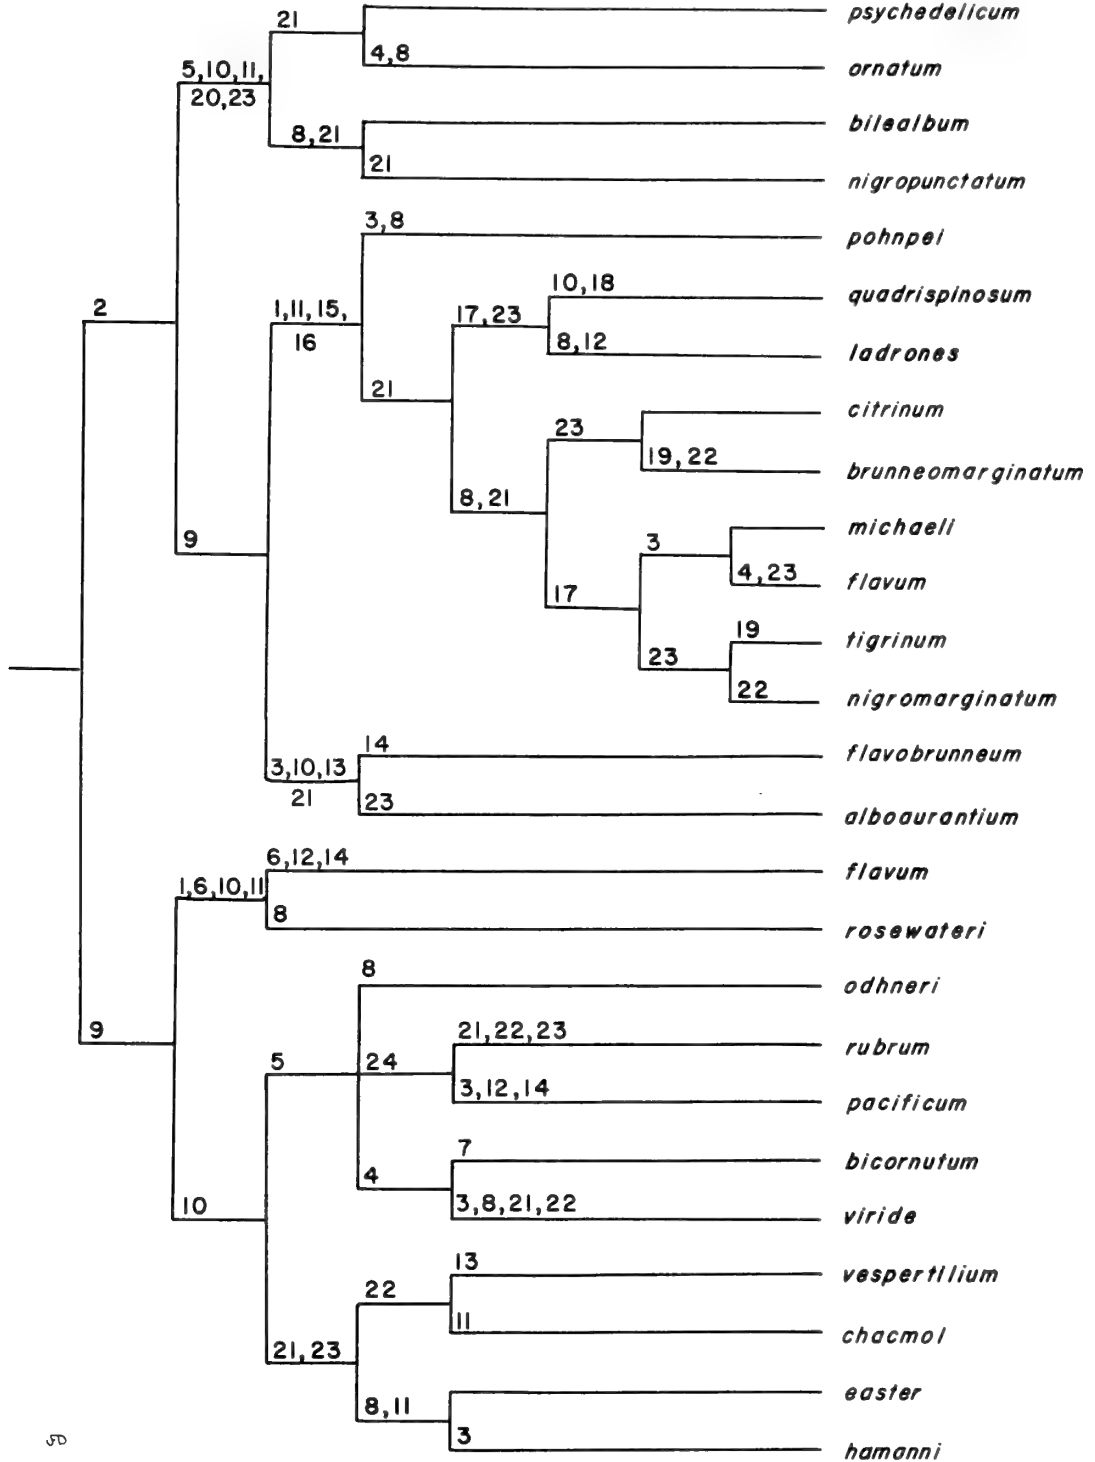 21
psychedelicum
4,8
ornatum
5,10,11,
20,23
8,21
bilealbum
21
nigropunctatum
3,8
pohnpei
2
1,11,15,
16
17,23
10,18
quadrispinosum
8,12
ladrones
21
23
citrinum
19,22
brunneomarginatum
8,21
9
3
michaeli
4,23
flavum
17
19
tigrinum
23
22
nigromarginatum
14
flavobrunneum
3,10,13
21
23
alboaurantium
6,12,14
flavum
1,6,10,11
8
rosewateri
8
odhneri
9
21,22,23
rubrum
5
24
3,12,14
pacificum
7
bicornutum
4
3,8,21,22
viride
10
13
vespertilium
22
11
chacmol
21,23
easter
8,11
3
hamanni